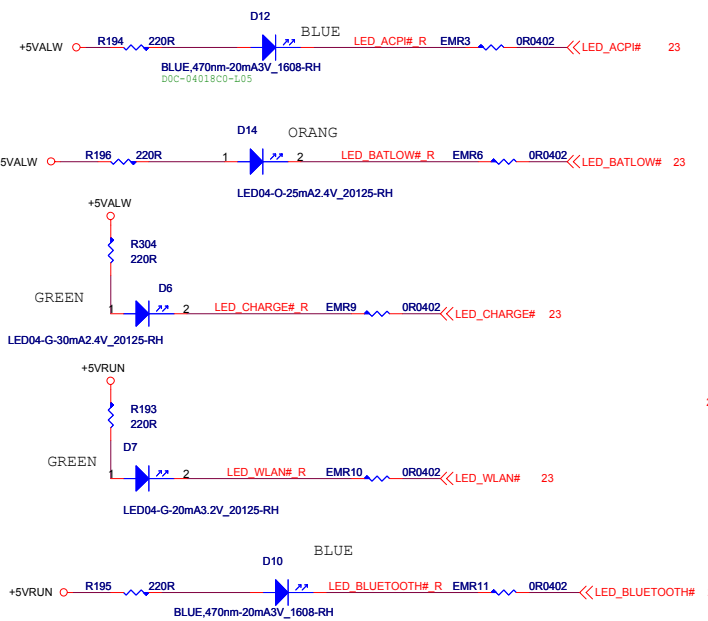 D12
BLUE
+5VALW R194 220R LED_ACPI#_R EMR3 0R0402 LED_ACPI# 23
BLUE,470nm-20mA3V_1608-RH
D0C-04018C0-L05
D14
ORANG
5VALW R196 220R 1 2 LED_BATLOW#_R EMR6 0R0402 LED_BATLOW# 23
LED04-O-25mA2.4V_20125-RH
+5VALW
R304
220R
GREEN
D6
1 2 LED_CHARGE#_R EMR9 0R0402 LED_CHARGE# 23
LED04-G-30mA2.4V_20125-RH
+5VRUN
R193
220R
D7
GREEN
1 2 LED_WLAN#_R EMR10 0R0402 LED_WLAN# 23
LED04-G-20mA3.2V_20125-RH
BLUE
D10
+5VRUN R195 220R LED_BLUETOOTH#_R EMR11 0R0402 LED_BLUETOOTH#
BLUE,470nm-20mA3V_1608-RH